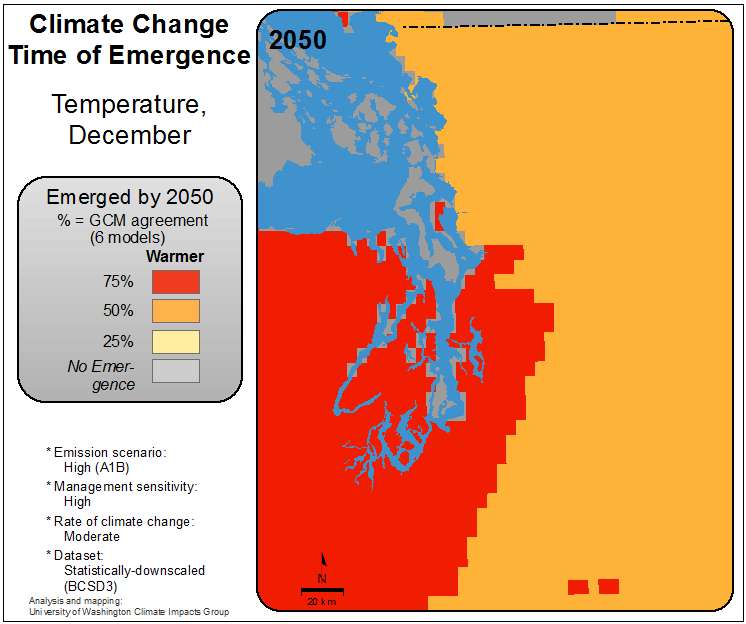 Climate Change
Time of Emergence
Temperature,
December
Emerged by 2050
% = GCM agreement
(6 models)
Warmer
75%
50%
25%
No Emer-
gence
* Emission scenario:
High (A1B)
* Management sensitivity:
High
* Rate of climate change:
Moderate
* Dataset:
Statistically-downscaled
(BCSD3)
Analysis and mapping:
University of Washington Climate Impacts Group
2050
N
20 km